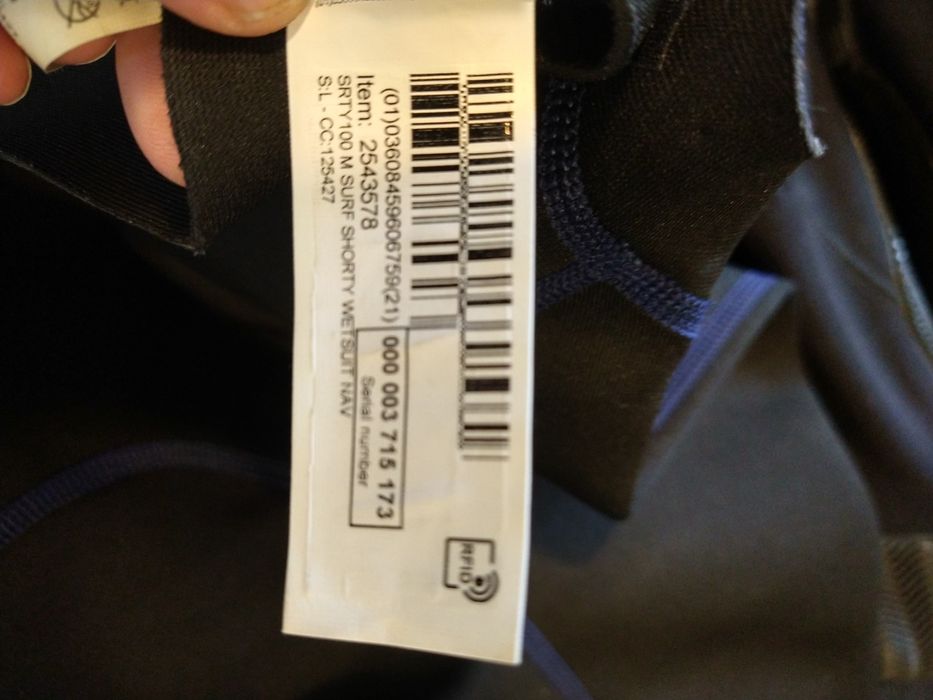 (01)03608459606759(21) 000 003 715 173
Serial number
Item: 2543578
SRTY100 M SURF SHORTY WETSUIT NAV
S:L - CC:125427
RFID